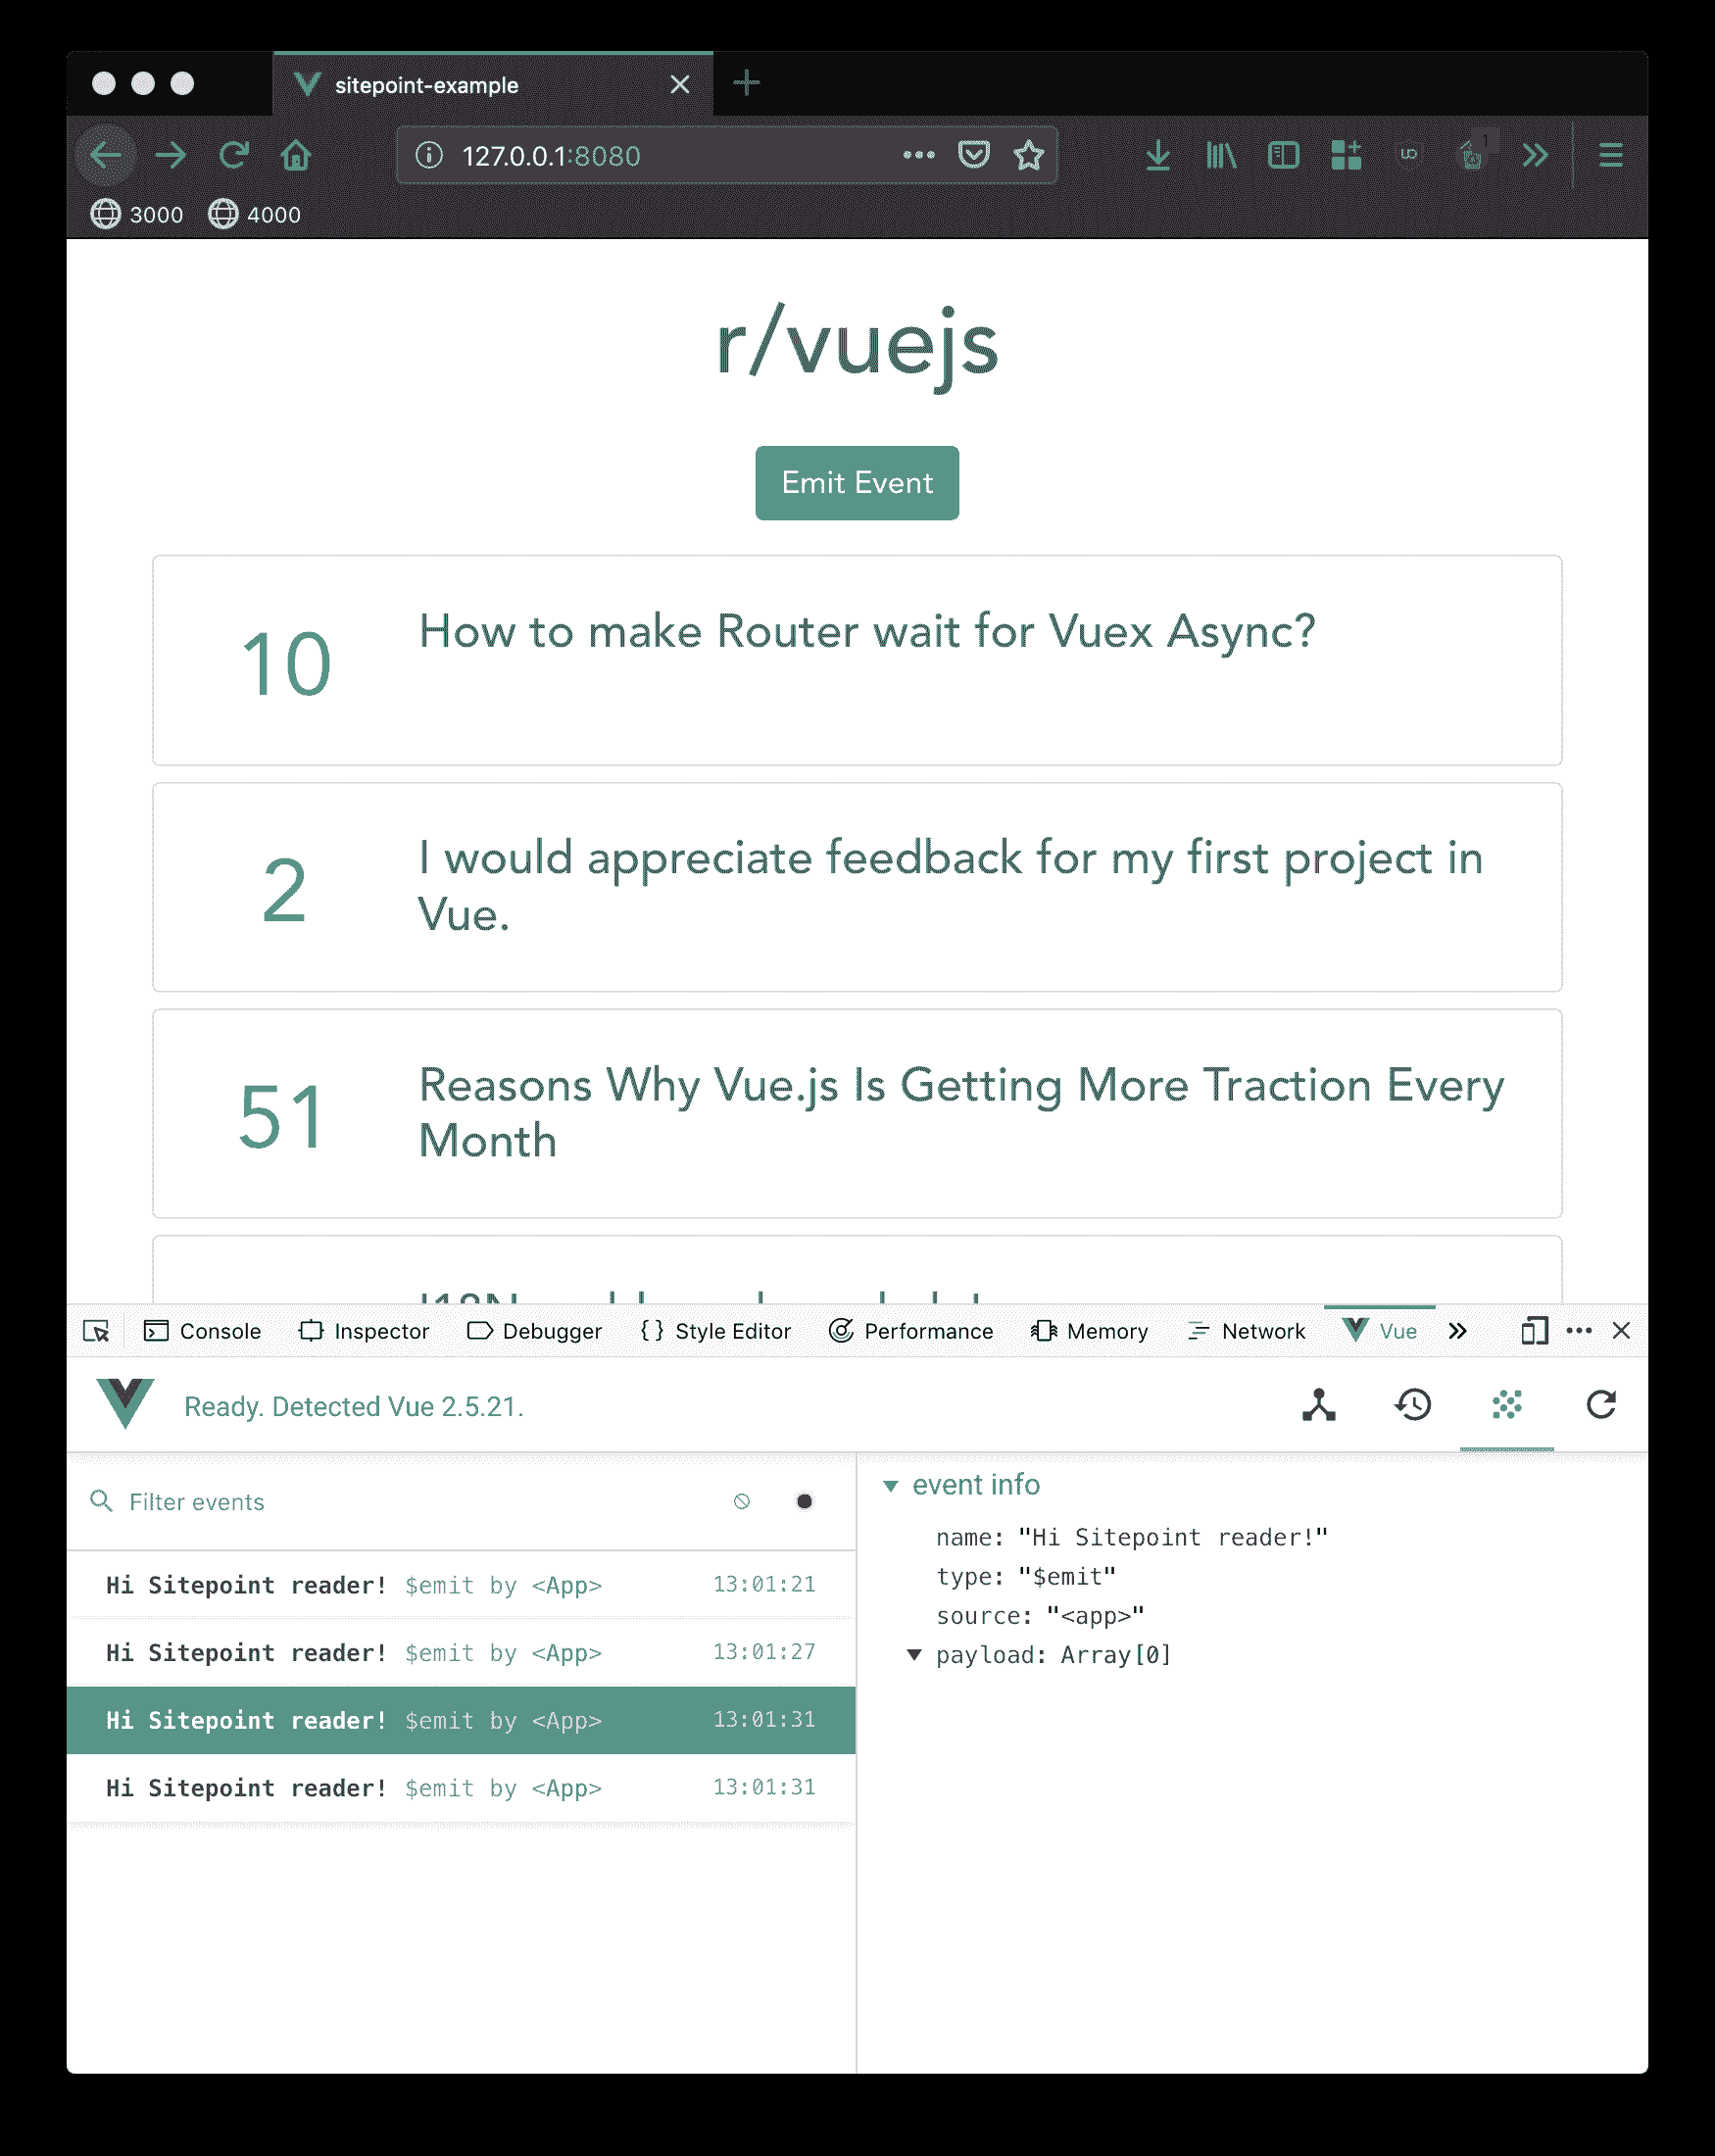 sitepoint-example
127.0.0.1:8080
1
3000 4000
r/vuejs
Emit Event
10
How to make Router wait for Vuex Async?
2
I would appreciate feedback for my first project in
Vue.
51
Reasons Why Vue.js Is Getting More Traction Every
Month
Console Inspector Debugger { } Style Editor Performance Memory Network Vue
Ready. Detected Vue 2.5.21.
Filter events
Hi Sitepoint reader! $emit by <App> 13:01:21
Hi Sitepoint reader! $emit by <App> 13:01:27
Hi Sitepoint reader! $emit by <App> 13:01:31
Hi Sitepoint reader! $emit by <App> 13:01:31
event info
name: "Hi Sitepoint reader!"
type: "$emit"
source: "<app>"
payload: Array[0]